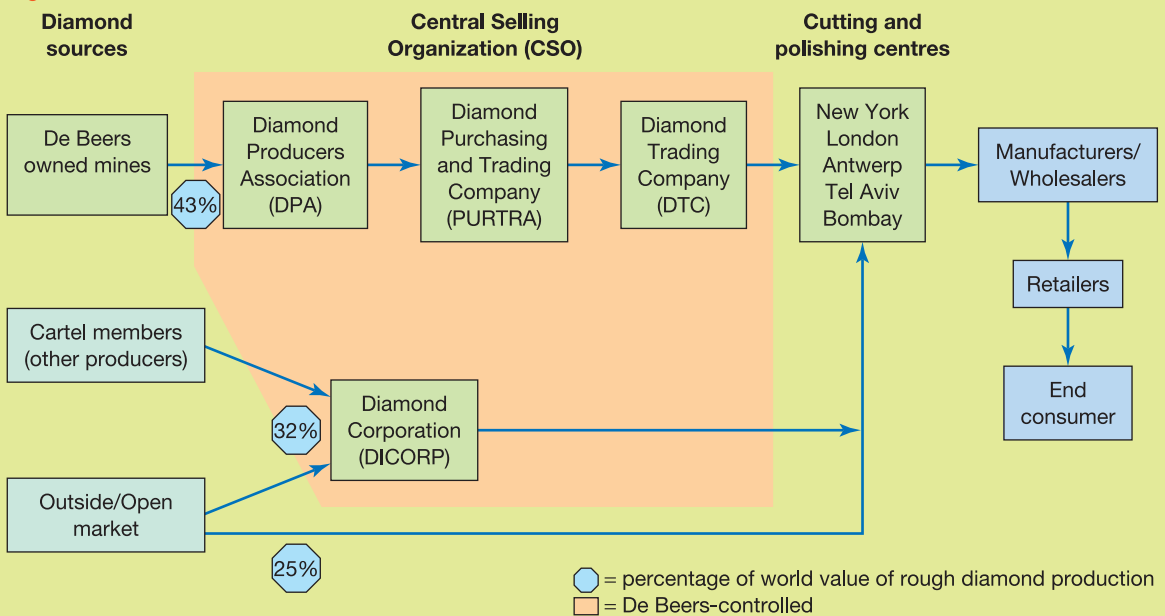 Diamond
sources
Central Selling
Organization (CSO)
Cutting and
polishing centres
De Beers
owned mines
43%
Diamond
Producers
Association
(DPA)
Diamond
Purchasing
and Trading
Company
(PURTRA)
Diamond
Trading
Company
(DTC)
New York
London
Antwerp
Tel Aviv
Bombay
Manufacturers/
Wholesalers
Retailers
End
consumer
Cartel members
(other producers)
32%
Diamond
Corporation
(DICORP)
Outside/Open
market
25%
= percentage of world value of rough diamond production
= De Beers-controlled